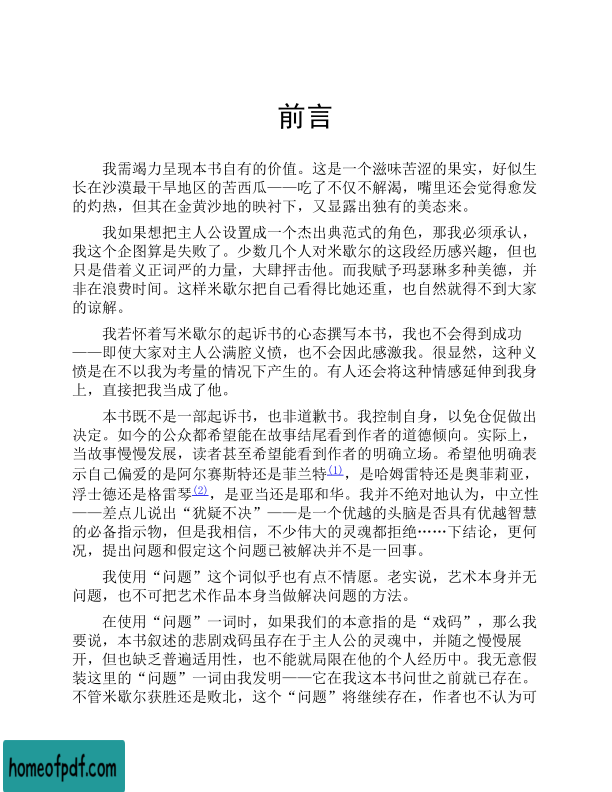 前言
我需竭力呈现本书自有的价值。这是一个滋味苦涩的果实，好似生
长在沙漠最干旱地区的苦西瓜——吃了不仅不解渴，嘴里还会觉得愈发
的灼热，但其在金黄沙地的映衬下，又显露出独有的美态来。
我如果想把主人公设置成一个杰出典范式的角色，那我必须承认，
我这个企图算是失败了。少数几个人对米歇尔的这段经历感兴趣，但也
只是借着义正词严的力量，大肆抨击他。而我赋予玛瑟琳多种美德，并
非在浪费时间。这样米歇尔把自己看得比她还重，也自然就得不到大家
的谅解。
我若怀着写米歇尔的起诉书的心态撰写本书，我也不会得到成功
——即使大家对主人公满腔义愤，也不会因此感激我。很显然，这种义
愤是在不以我为考量的情况下产生的。有人还会将这种情感延伸到我身
上，直接把我当成了他。
本书既不是一部起诉书，也非道歉书。我控制自身，以免仓促做出
决定。如今的公众都希望能在故事结尾看到作者的道德倾向。实际上，
当故事慢慢发展，读者甚至希望能看到作者的明确立场。希望他明确表
示自己偏爱的是阿尔赛斯特还是菲兰特(1)，是哈姆雷特还是奥菲莉亚，
浮士德还是格雷琴(2)，是亚当还是耶和华。我并不绝对地认为，中立性
——差点儿说出“犹疑不决”——是一个优越的头脑是否具有优越智慧
的必备指示物，但是我相信，不少伟大的灵魂都拒绝……下结论，更何
况，提出问题和假定这个问题已被解决并不是一回事。
我使用“问题”这个词似乎也有点不情愿。老实说，艺术本身并无
问题，也不可把艺术作品本身当做解决问题的方法。
在使用“问题”一词时，如果我们的本意指的是“戏码”，那么我
要说，本书叙述的悲剧戏码虽存在于主人公的灵魂中，并随之慢慢展
开，但也缺乏普遍适用性，也不能就局限在他的个人经历中。我无意假
装这里的“问题”一词由我发明——它在我这本书问世之前就已存在。
不管米歇尔获胜还是败北，这个“问题”将继续存在，作者也不认为可
homeofpdf.com